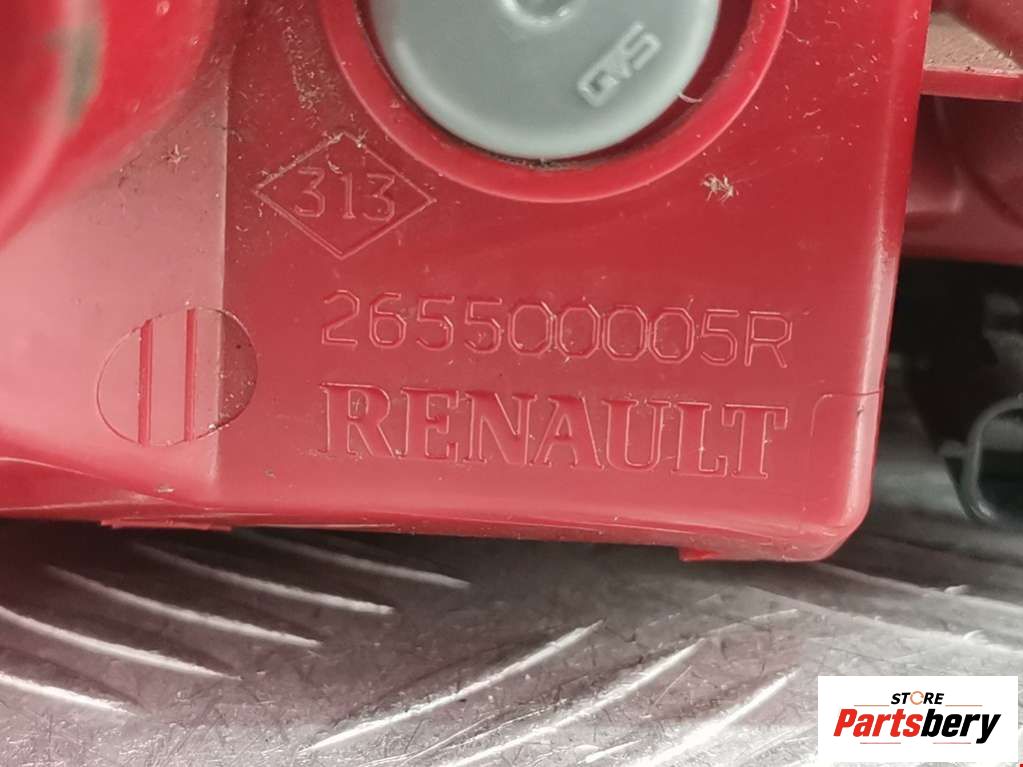 GVS
313
265500005R
RENAULT
STORE
Partsbery